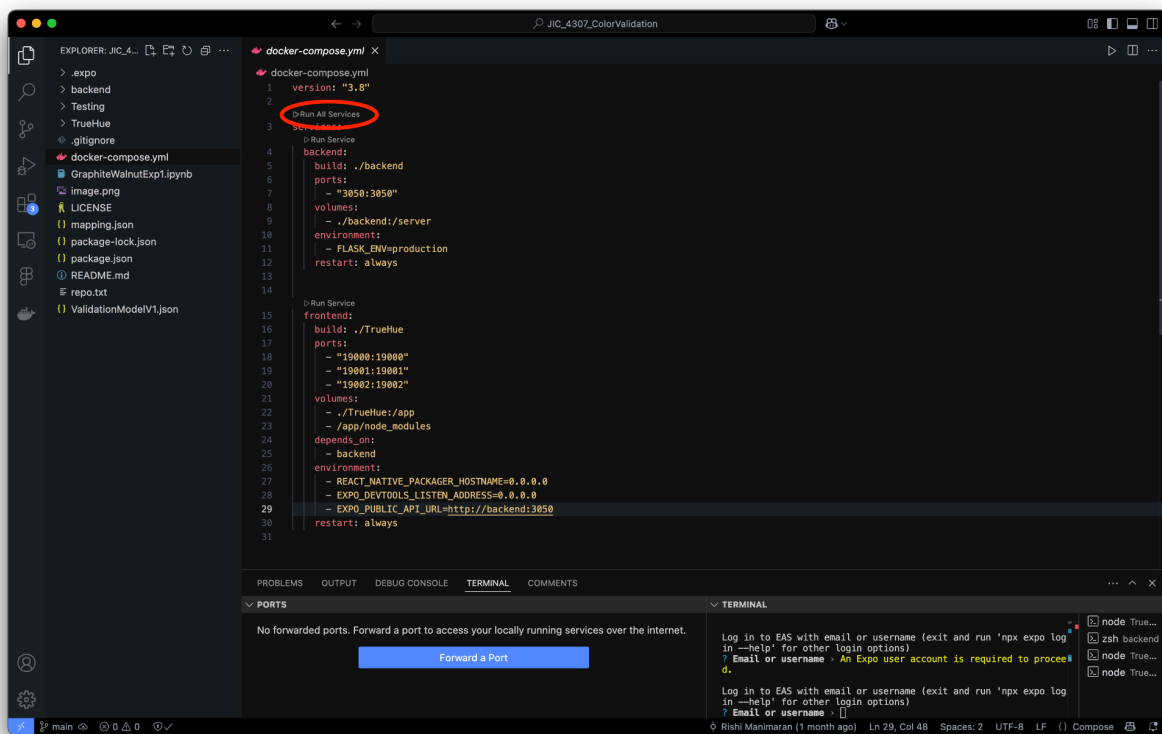 JIC_4307_ColorValidation
EXPLORER: JIC_4...
.expo
backend
Testing
TrueHue
.gitignore
docker-compose.yml
GraphiteWalnutExp1.ipynb
image.png
LICENSE
mapping.json
package-lock.json
package.json
README.md
repo.txt
ValidationModelV1.json
3
docker-compose.yml
docker-compose.yml
1 version: "3.8"
2
Run All Services
3 services:
Run Service
4 backend:
5 build: ./backend
6 ports:
7 - "3050:3050"
8 volumes:
9 - ./backend:/server
10 environment:
11 - FLASK_ENV=production
12 restart: always
13
14
Run Service
15 frontend:
16 build: ./TrueHue
17 ports:
18 - "19000:19000"
19 - "19001:19001"
20 - "19002:19002"
21 volumes:
22 - ./TrueHue:/app
23 - /app/node_modules
24 depends_on:
25 - backend
26 environment:
27 - REACT_NATIVE_PACKAGER_HOSTNAME=0.0.0.0
28 - EXPO_DEVTOOLS_LISTEN_ADDRESS=0.0.0.0
29 - EXPO_PUBLIC_API_URL=http://backend:3050
30 restart: always
31
PROBLEMS OUTPUT DEBUG CONSOLE TERMINAL COMMENTS
PORTS
No forwarded ports. Forward a port to access your locally running services over the internet.
Forward a Port
TERMINAL
Log in to EAS with email or username (exit and run 'npx expo log
in --help' for other login options)
? Email or username › An Expo user account is required to procee
d.
Log in to EAS with email or username (exit and run 'npx expo log
in --help' for other login options)
? Email or username ›
node True...
zsh backend
node True...
node True...
main 0 0 Rishi Manimaran (1 month ago) Ln 29, Col 48 Spaces: 2 UTF-8 LF {} Compose